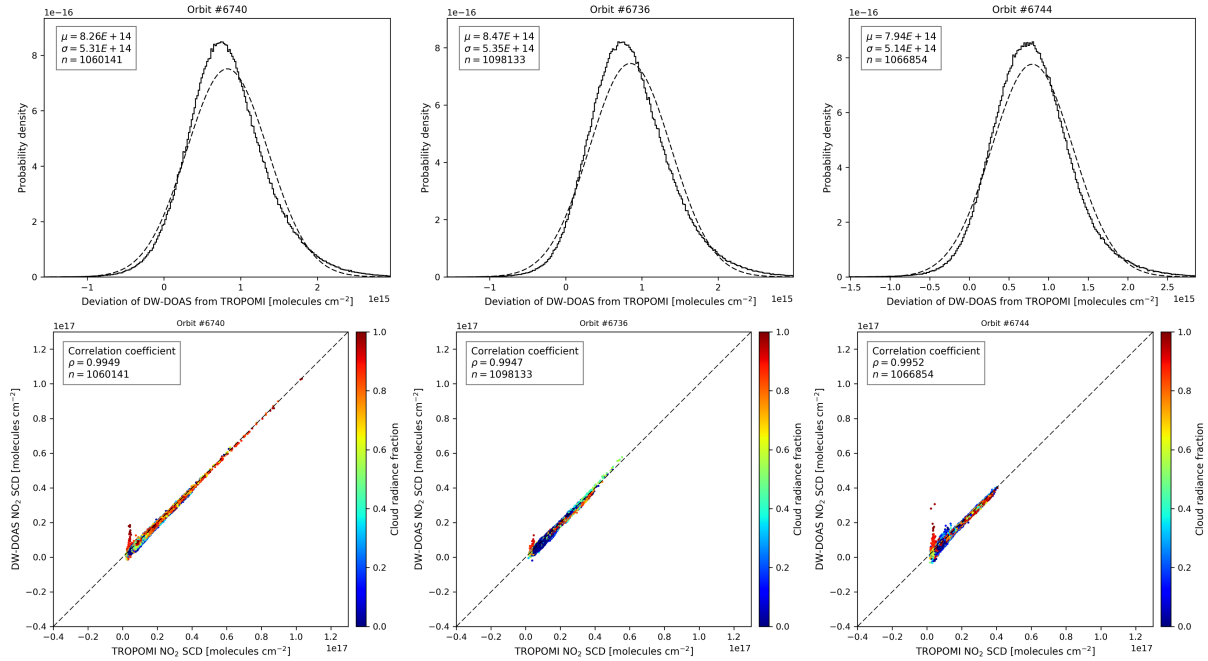 Orbit #6740
1e−16
μ = 8.26E + 14
σ = 5.31E + 14
n = 1060141
Probability density
8
6
4
2
0
−1
0
1
2
1e15
Deviation of DW-DOAS from TROPOMI [molecules cm⁻²]
Orbit #6736
1e−16
μ = 8.47E + 14
σ = 5.35E + 14
n = 1098133
Probability density
8
6
4
2
0
−1
0
1
2
1e15
Deviation of DW-DOAS from TROPOMI [molecules cm⁻²]
Orbit #6744
1e−16
μ = 7.94E + 14
σ = 5.14E + 14
n = 1066854
Probability density
8
6
4
2
0
−1.5
−1.0
−0.5
0.0
0.5
1.0
1.5
2.0
2.5
1e15
Deviation of DW-DOAS from TROPOMI [molecules cm⁻²]
Orbit #6740
1e17
Correlation coefficient
ρ = 0.9949
n = 1060141
DW-DOAS NO₂ SCD [molecules cm⁻²]
1.2
1.0
0.8
0.6
0.4
0.2
0.0
−0.2
−0.4
−0.4
−0.2
0.0
0.2
0.4
0.6
0.8
1.0
1.2
1e17
TROPOMI NO₂ SCD [molecules cm⁻²]
1.0
0.8
0.6
0.4
0.2
0.0
Cloud radiance fraction
Orbit #6736
1e17
Correlation coefficient
ρ = 0.9947
n = 1098133
DW-DOAS NO₂ SCD [molecules cm⁻²]
1.2
1.0
0.8
0.6
0.4
0.2
0.0
−0.2
−0.4
−0.4
−0.2
0.0
0.2
0.4
0.6
0.8
1.0
1.2
1e17
TROPOMI NO₂ SCD [molecules cm⁻²]
1.0
0.8
0.6
0.4
0.2
0.0
Cloud radiance fraction
Orbit #6744
1e17
Correlation coefficient
ρ = 0.9952
n = 1066854
DW-DOAS NO₂ SCD [molecules cm⁻²]
1.2
1.0
0.8
0.6
0.4
0.2
0.0
−0.2
−0.4
−0.4
−0.2
0.0
0.2
0.4
0.6
0.8
1.0
1.2
1e17
TROPOMI NO₂ SCD [molecules cm⁻²]
1.0
0.8
0.6
0.4
0.2
0.0
Cloud radiance fraction